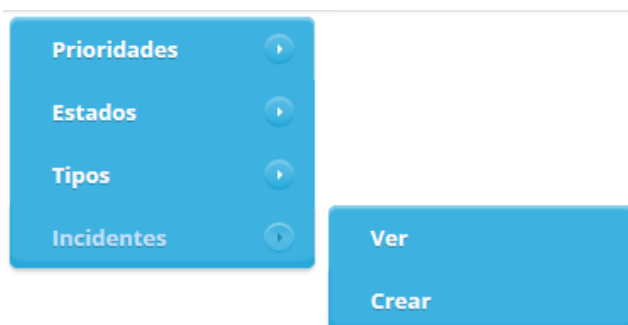 Prioridades
Estados
Tipos
Incidentes
Ver
Crear